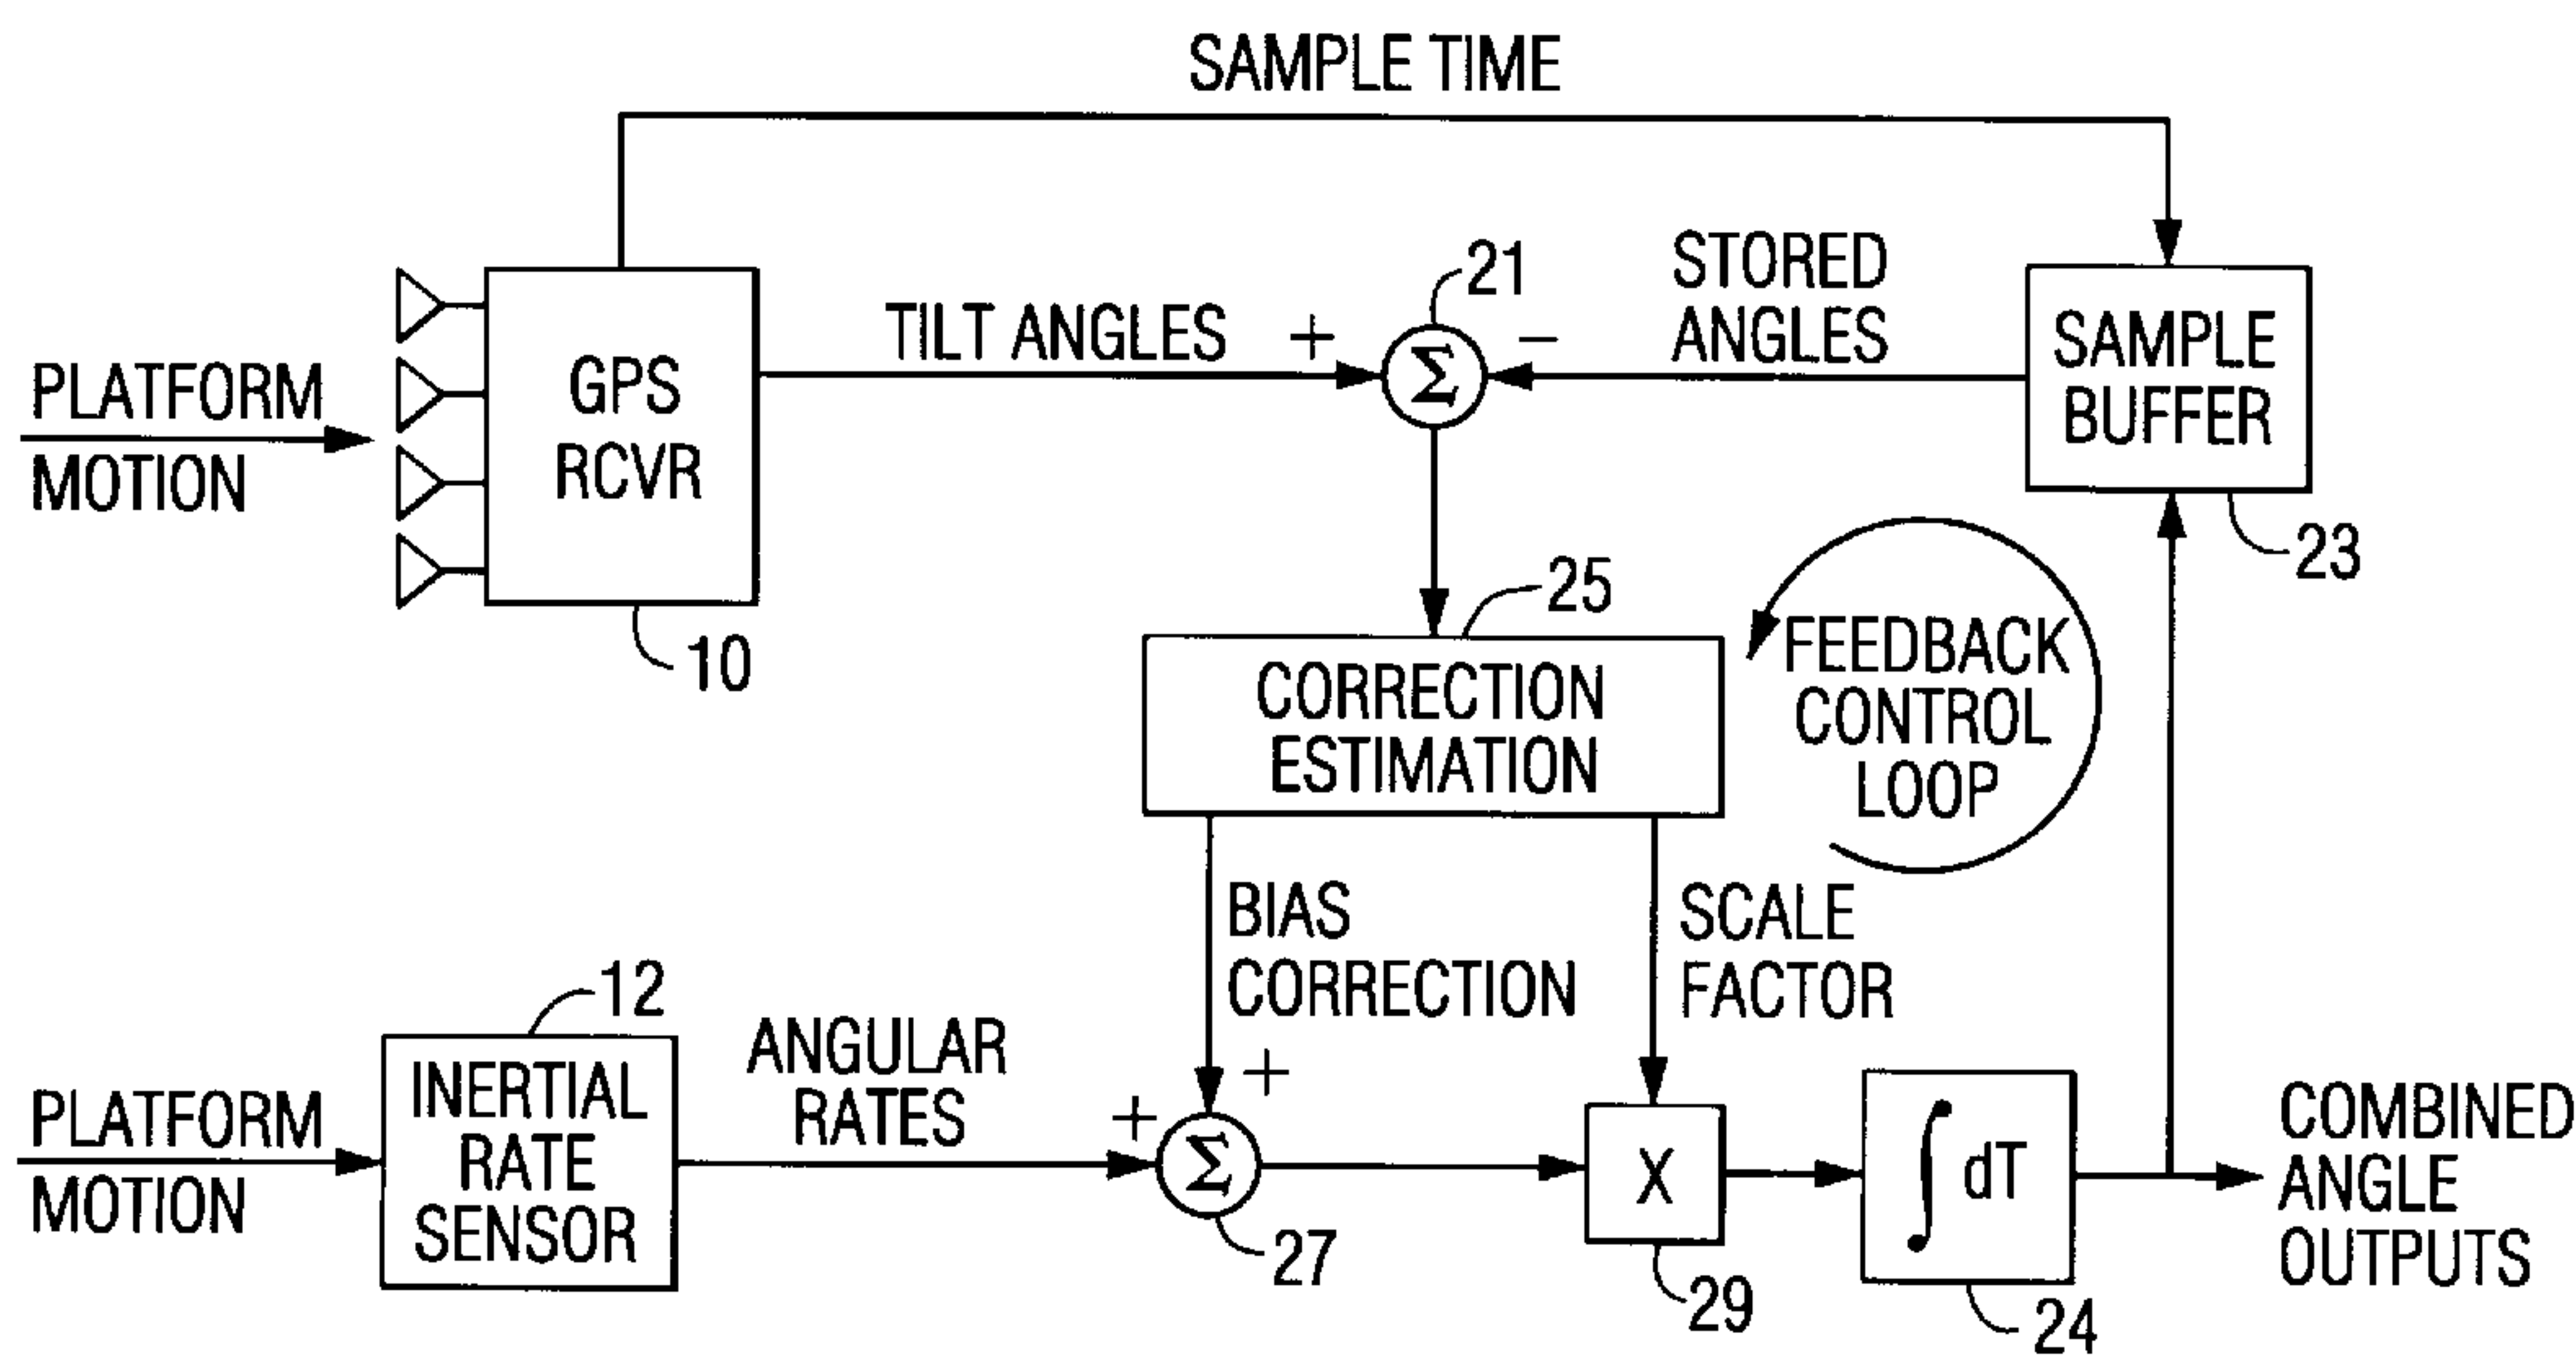 SAMPLE TIME
PLATFORM
MOTION
GPS
RCVR
10
TILT ANGLES
+
21
Σ
−
STORED
ANGLES
SAMPLE
BUFFER
23
25
CORRECTION
ESTIMATION
FEEDBACK
CONTROL
LOOP
BIAS
CORRECTION
SCALE
FACTOR
PLATFORM
MOTION
12
INERTIAL
RATE
SENSOR
ANGULAR
RATES
+
+
Σ
27
X
29
∫ dT
24
COMBINED
ANGLE
OUTPUTS